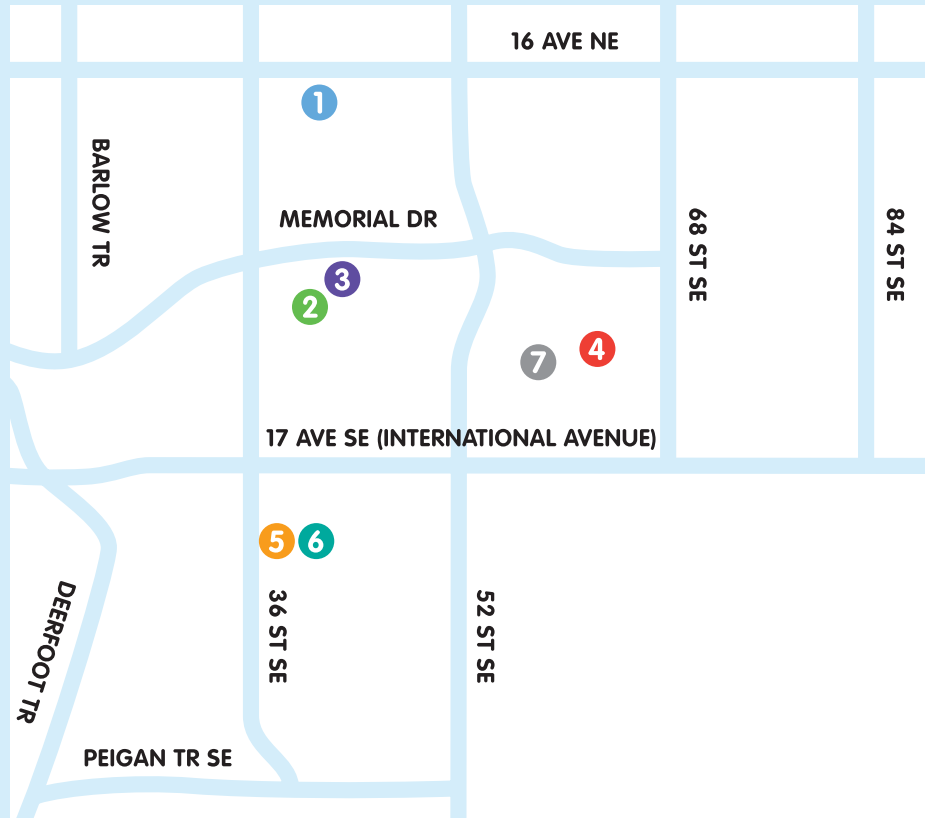 16 AVE NE
1
BARLOW TR
MEMORIAL DR
68 ST SE
84 ST SE
3
2
4
7
17 AVE SE (INTERNATIONAL AVENUE)
5
6
DEERFOOT TR
36 ST SE
52 ST SE
PEIGAN TR SE